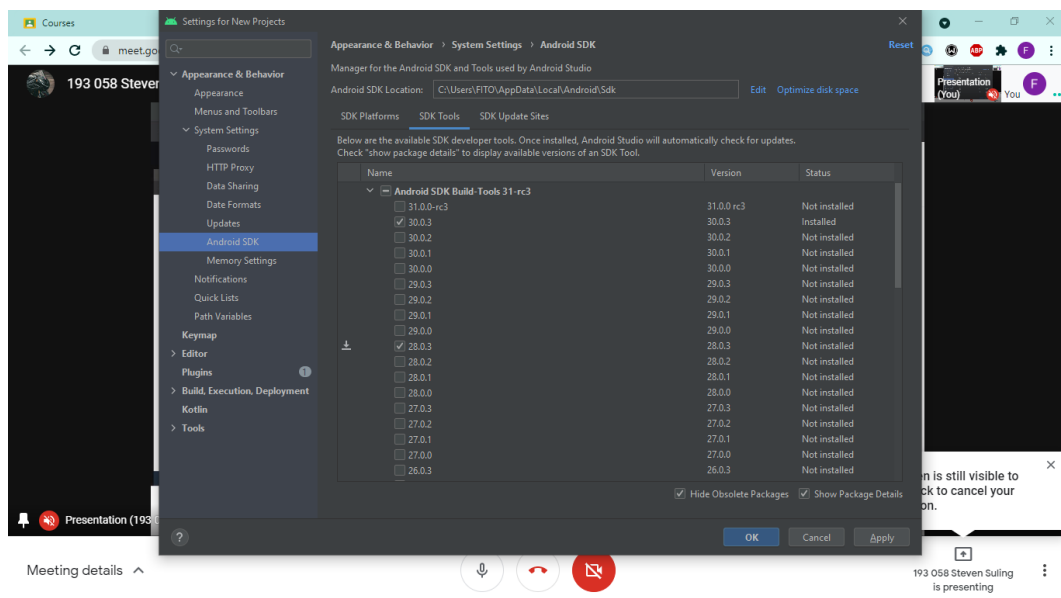 Courses
Settings for New Projects
meet.go
ABP
F
193 058 Steven
Presentation
(You)
You
F
Appearance & Behavior
Appearance
Menus and Toolbars
System Settings
Passwords
HTTP Proxy
Data Sharing
Date Formats
Updates
Android SDK
Memory Settings
Notifications
Quick Lists
Path Variables
Keymap
Editor
Plugins 1
Build, Execution, Deployment
Kotlin
Tools
Appearance & Behavior > System Settings > Android SDK Reset
Manager for the Android SDK and Tools used by Android Studio
Android SDK Location: C:\Users\FITO\AppData\Local\Android\Sdk Edit Optimize disk space
SDK Platforms SDK Tools SDK Update Sites
Below are the available SDK developer tools. Once installed, Android Studio will automatically check for updates.
Check "show package details" to display available versions of an SDK Tool.
Name Version Status
Android SDK Build-Tools 31-rc3
31.0.0-rc3 31.0.0 rc3 Not installed
30.0.3 30.0.3 Installed
30.0.2 30.0.2 Not installed
30.0.1 30.0.1 Not installed
30.0.0 30.0.0 Not installed
29.0.3 29.0.3 Not installed
29.0.2 29.0.2 Not installed
29.0.1 29.0.1 Not installed
29.0.0 29.0.0 Not installed
28.0.3 28.0.3 Not installed
28.0.2 28.0.2 Not installed
28.0.1 28.0.1 Not installed
28.0.0 28.0.0 Not installed
27.0.3 27.0.3 Not installed
27.0.2 27.0.2 Not installed
27.0.1 27.0.1 Not installed
27.0.0 27.0.0 Not installed
26.0.3 26.0.3 Not installed
Hide Obsolete Packages Show Package Details
? OK Cancel Apply
n is still visible to
ck to cancel your
on.
Presentation (193 0
Meeting details
193 058 Steven Suling
is presenting